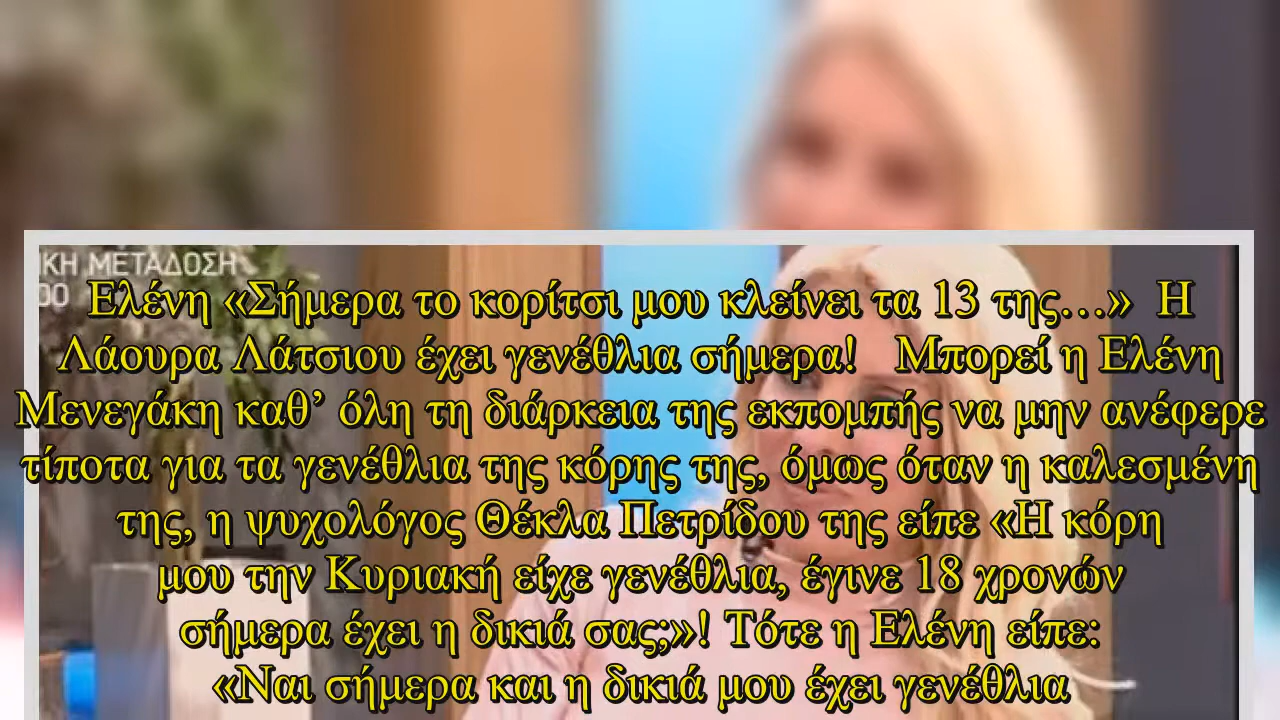 ΙΚΗ ΜΕΤΑΔΟΣΗ
Ελένη «Σήμερα το κορίτσι μου κλείνει τα 13 της…» Η
Λάουρα Λάτσιου έχει γενέθλια σήμερα! Μπορεί η Ελένη
Μενεγάκη καθ’ όλη τη διάρκεια της εκπομπής να μην ανέφερε
τίποτα για τα γενέθλια της κόρης της, όμως όταν η καλεσμένη
της, η ψυχολόγος Θέκλα Πετρίδου της είπε «Η κόρη
μου την Κυριακή είχε γενέθλια, έγινε 18 χρονών
σήμερα έχει η δικιά σας;»! Τότε η Ελένη είπε:
«Ναι σήμερα και η δικιά μου έχει γενέθλια